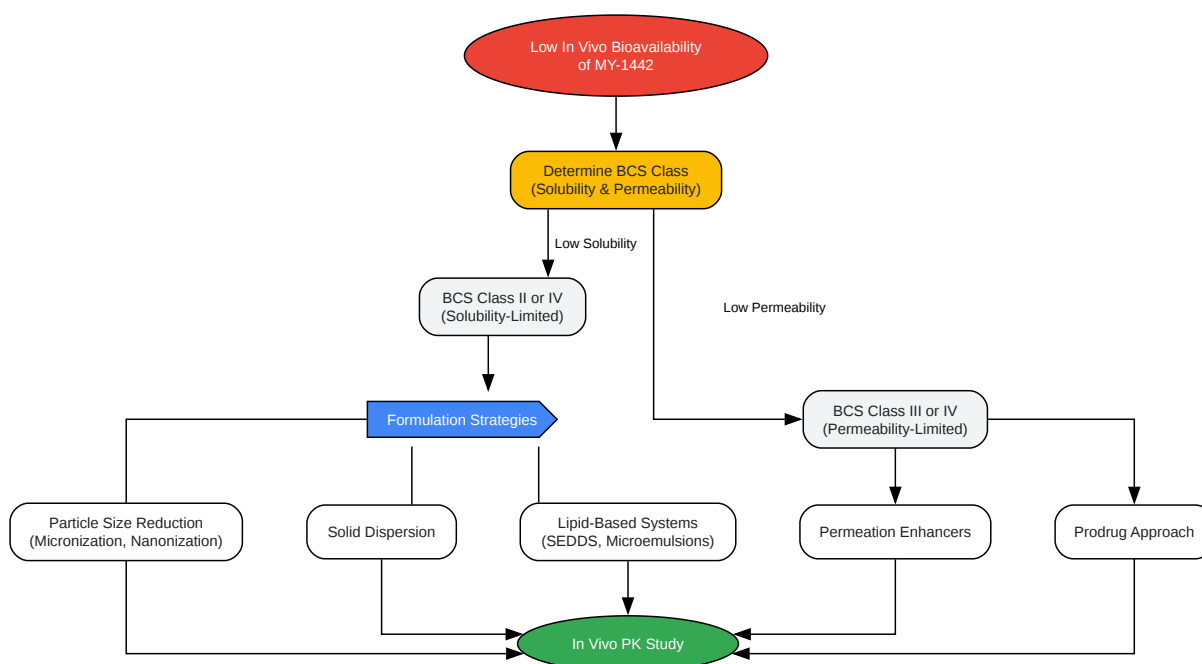 Low In Vivo Bioavailability
of MY-1442
Determine BCS Class
(Solubility & Permeability)
Low Solubility
BCS Class II or IV
(Solubility-Limited)
Low Permeability
Formulation Strategies
BCS Class III or IV
(Permeability-Limited)
Particle Size Reduction
(Micronization, Nanonization)
Solid Dispersion
Lipid-Based Systems
(SEDDS, Microemulsions)
Permeation Enhancers
Prodrug Approach
In Vivo PK Study